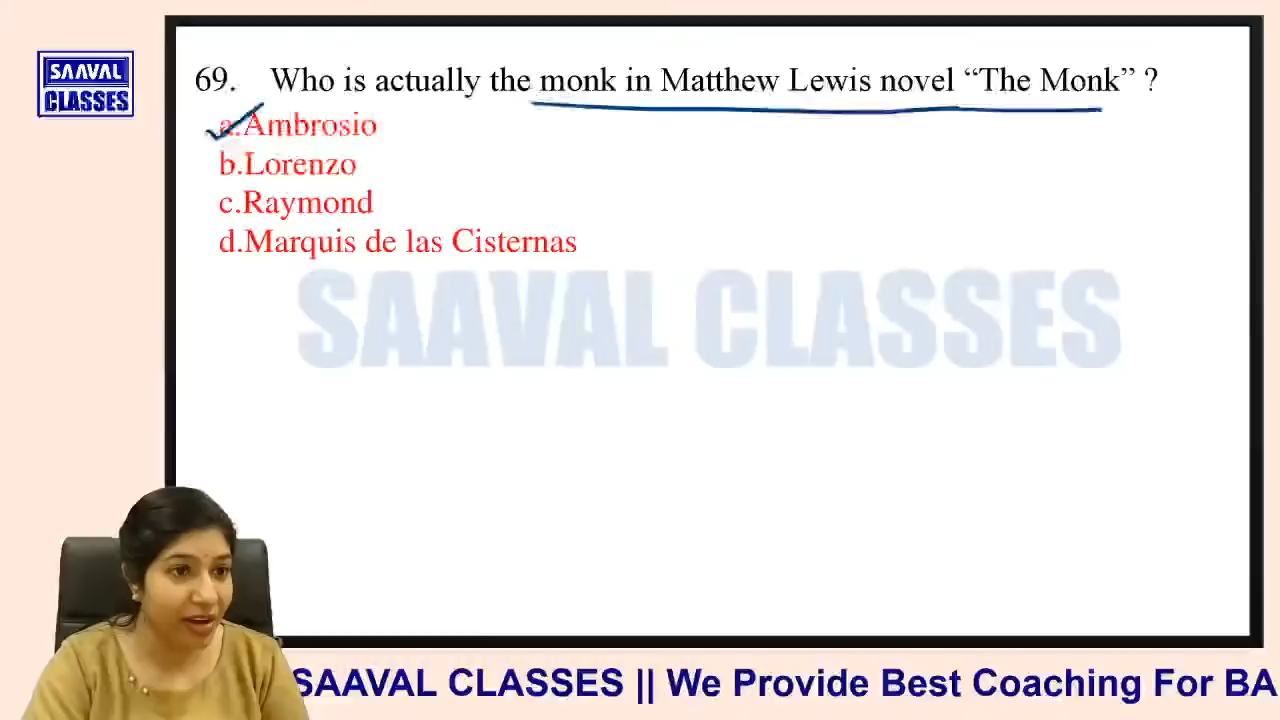 SAAVAL
CLASSES
69. Who is actually the monk in Matthew Lewis novel “The Monk” ?
a.Ambrosio
b.Lorenzo
c.Raymond
d.Marquis de las Cisternas
SAAVAL CLASSES
SAAVAL CLASSES || We Provide Best Coaching For BA